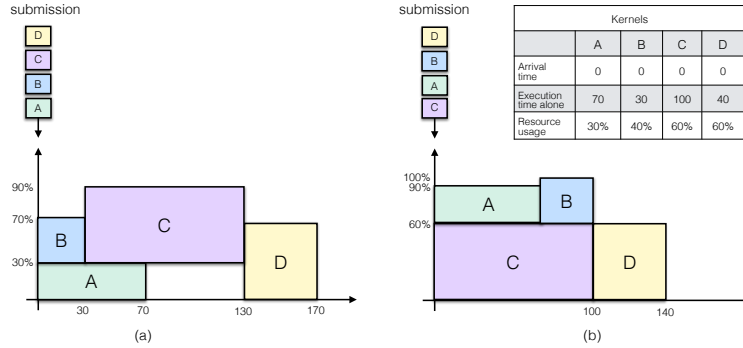 submission
D
C
B
A
90%
70%
30%
B
C
A
D
30
70
130
170
(a)
submission
D
B
A
C
100%
90%
60%
A
B
C
D
100
140
(b)
Kernels
A B C D
Arrival time 0 0 0 0
Execution time alone 70 30 100 40
Resource usage 30% 40% 60% 60%